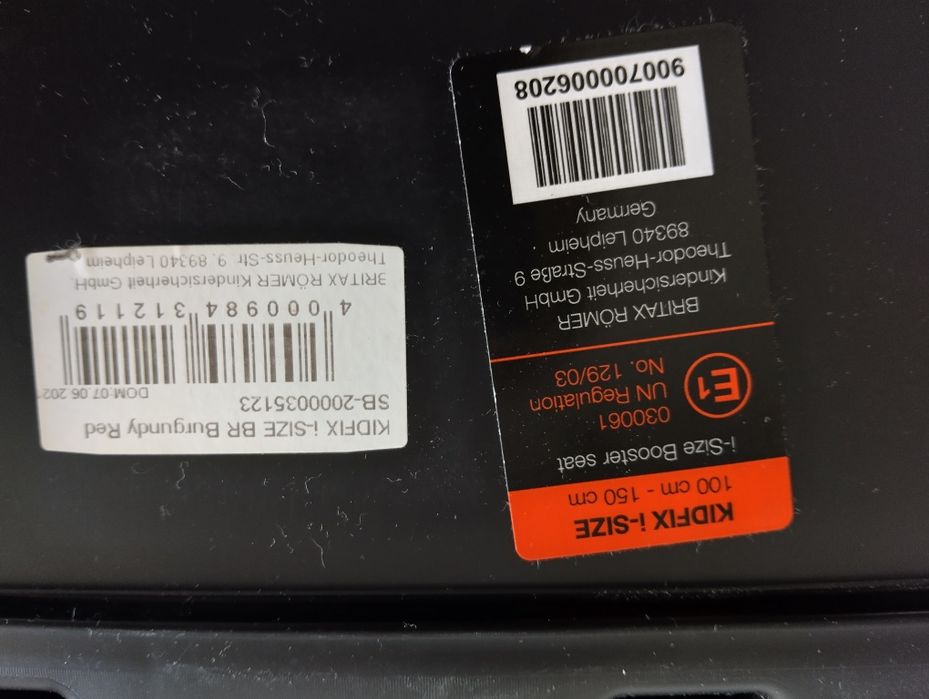 KIDFIX i-SIZE
100 cm - 150 cm
i-Size Booster seat
030061
UN Regulation
No. 129/03
E1
BRITAX RÖMER
Kindersicherheit GmbH
Theodor-Heuss-Straße 9
89340 Leipheim
Germany
900700006208
KIDFIX i-SIZE BR Burgundy Red
SB-2000035123
DOM:07.06.202
4 000984 312119
BRITAX RÖMER Kindersicherheit GmbH.
Theodor-Heuss-Str. 9, 89340 Leipheim